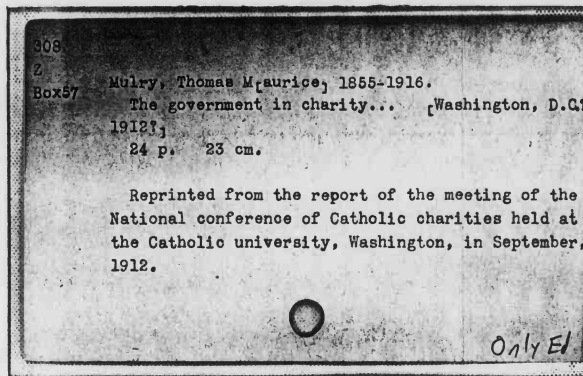 308
Z
Box57
Mulry, Thomas M[aurice] 1855-1916.
The government in charity... [Washington, D.C?
1912?]
24 p. 23 cm.
Reprinted from the report of the meeting of the
National conference of Catholic charities held at
the Catholic university, Washington, in September,
1912.
Only Ed